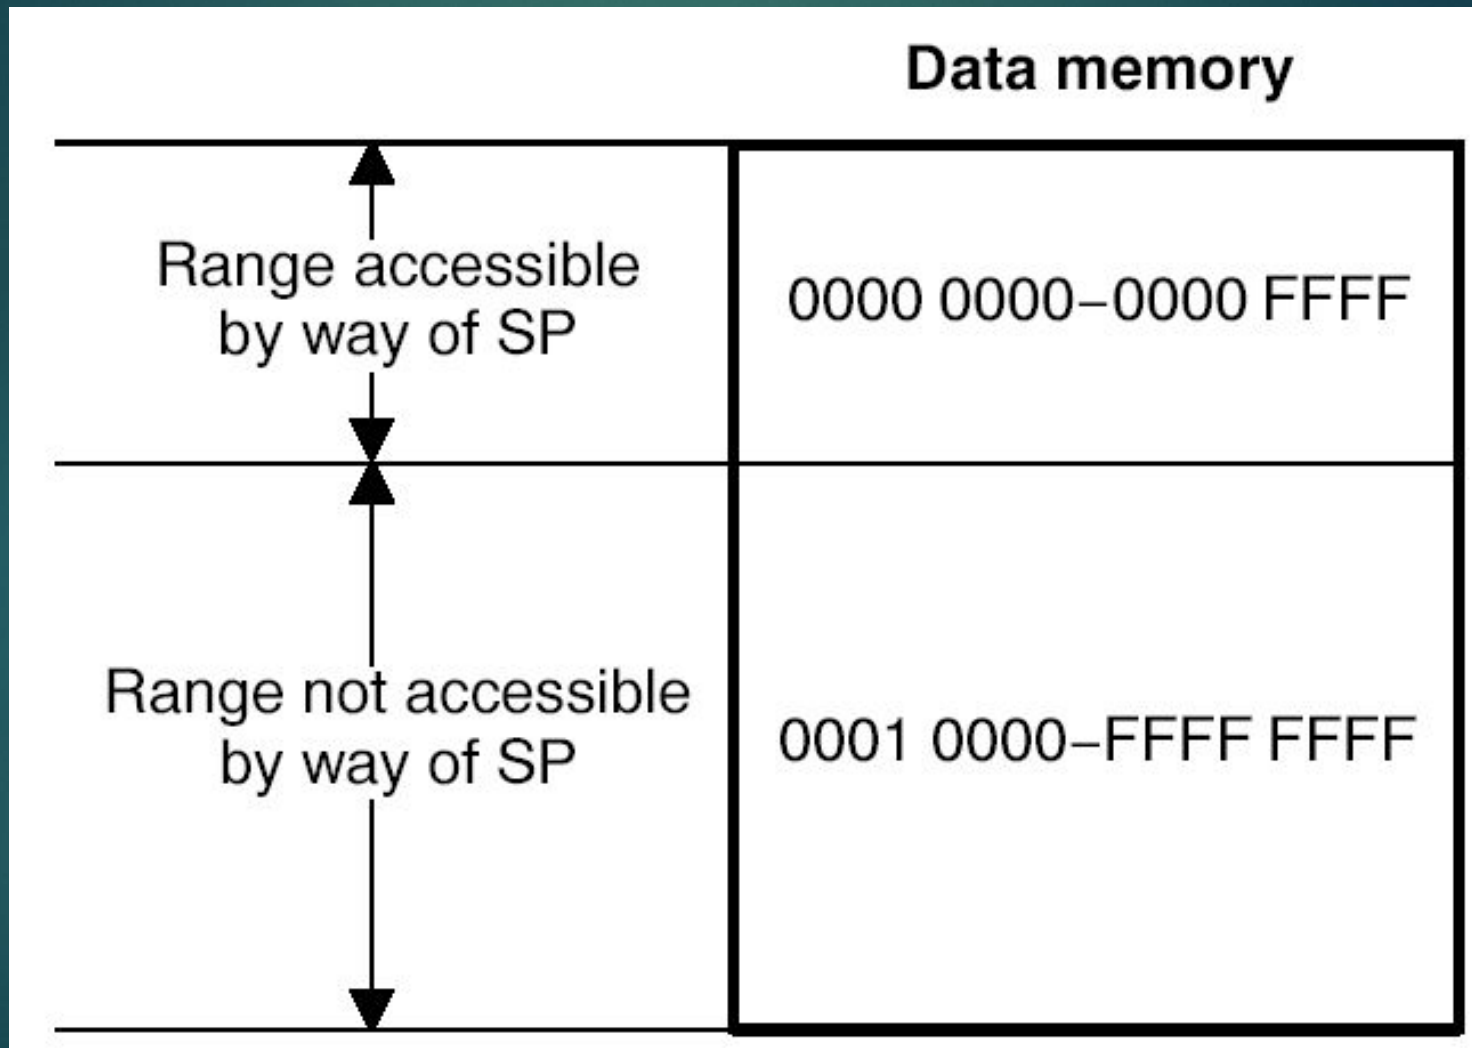 Data memory
Range accessible
by way of SP
0000 0000–0000 FFFF
Range not accessible
by way of SP
0001 0000–FFFF FFFF